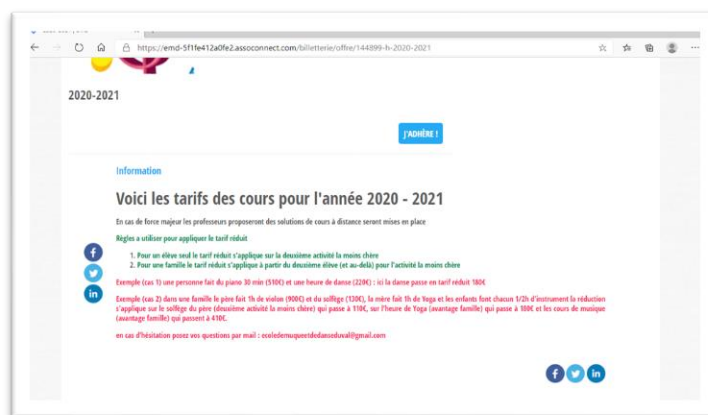 https://emd-5f1fe412a0fe2.assoconnect.com/billetterie/offre/144899-h-2020-2021
2020-2021
J'ADHÈRE !
Information
Voici les tarifs des cours pour l'année 2020 - 2021
En cas de force majeur les professeurs proposeront des solutions de cours à distance seront mises en place
Règles a utiliser pour appliquer le tarif réduit
1. Pour un élève seul le tarif réduit s'applique sur la deuxième activité la moins chère
2. Pour une famille le tarif réduit s'applique à partir du deuxième élève (et au-delà) pour l'activité la moins chère
Exemple (cas 1) une personne fait du piano 30 min (510€) et une heure de danse (220€) : ici la danse passe en tarif réduit 180€
Exemple (cas 2) dans une famille le père fait 1h de violon (900€) et du solfège (130€), la mère fait 1h de Yoga et les enfants font chacun 1/2h d'instrument la réduction
s'applique sur le solfège du père (deuxième activité la moins chère) qui passe à 110€, sur l'heure de Yoga (avantage famille) qui passe à 180€ et les cours de musique
(avantage famille) qui passent à 410€.
en cas d'hésitation posez vos questions par mail : ecoledemuqueetdedanseduval@gmail.com